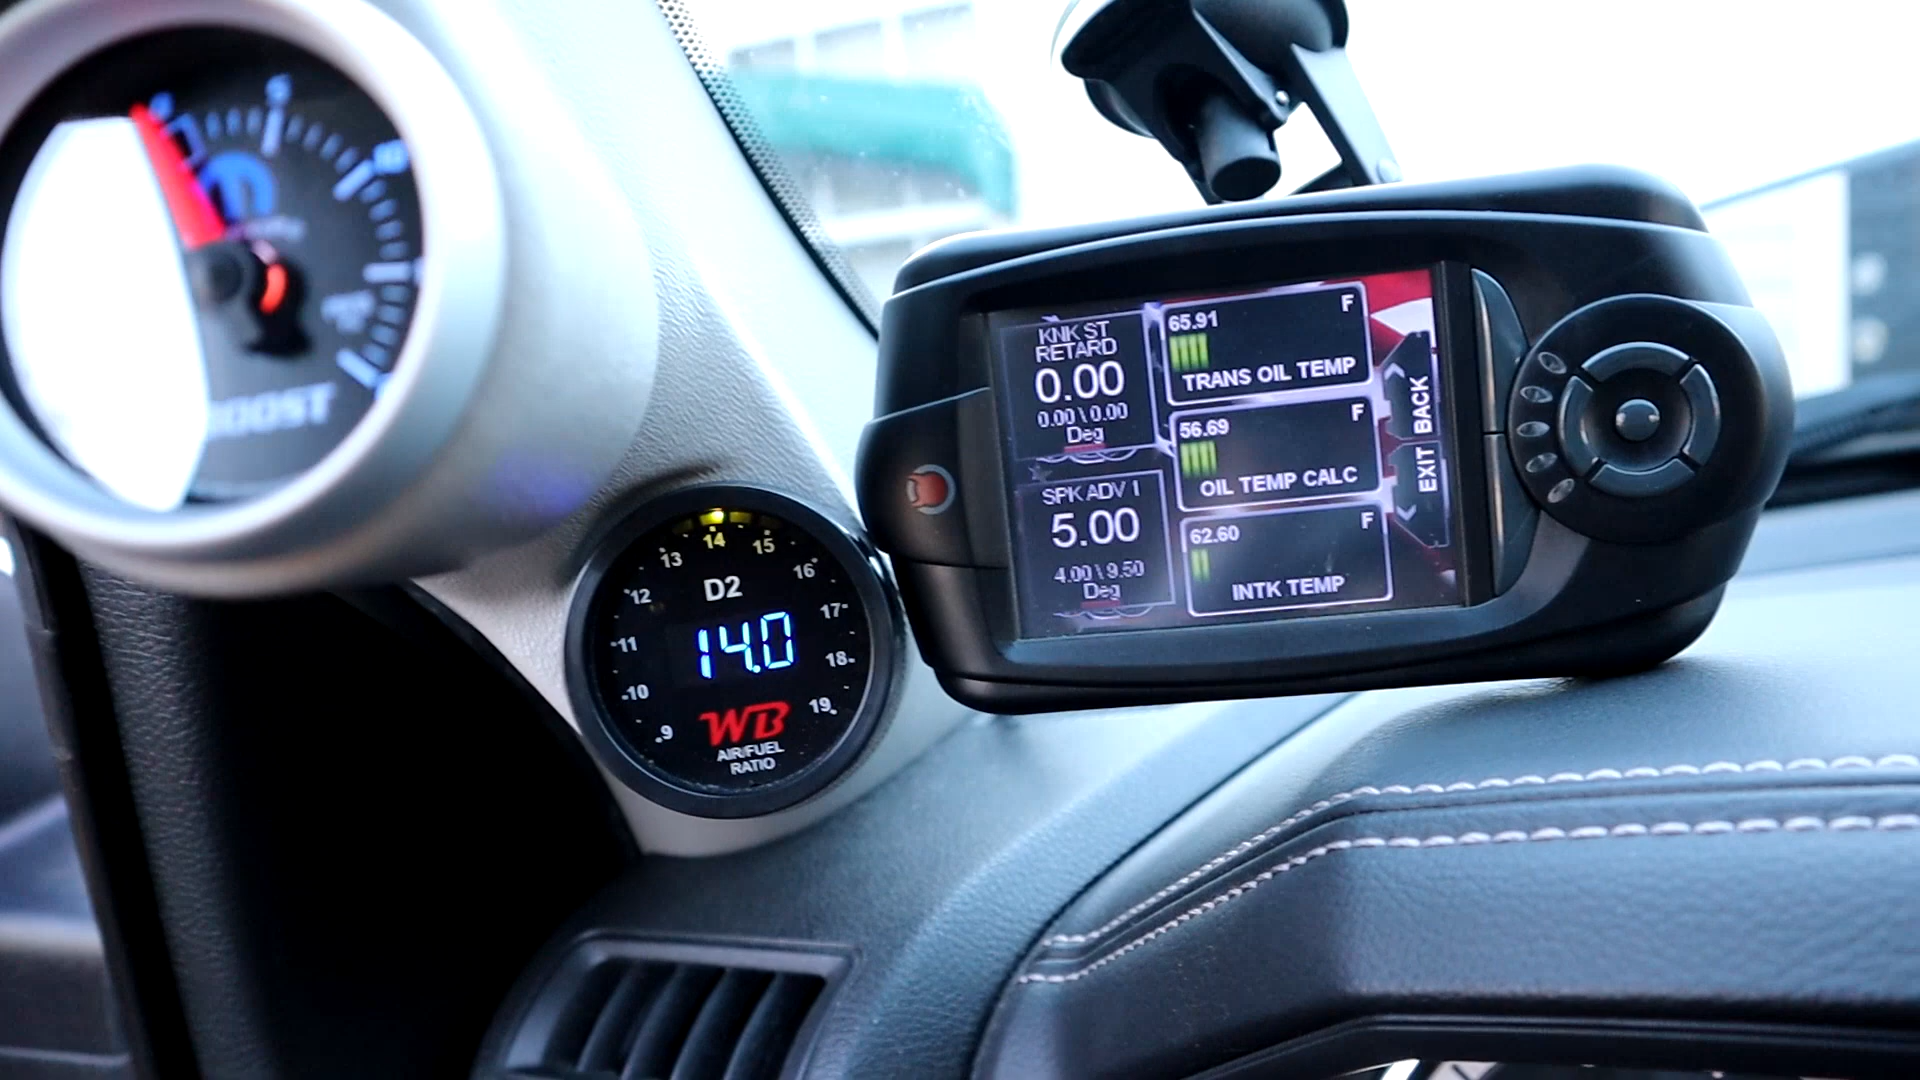 5
10
BOOST
9
10
11
12
13
14
15
16
17
18
19
D2
14.0
WB
AIR/FUEL
RATIO
KNK ST
RETARD
0.00
0.00\0.00
Deg
SPK ADV 1
5.00
4.00\9.50
Deg
65.91 F
TRANS OIL TEMP
56.69 F
OIL TEMP CALC
62.60 F
INTK TEMP
BACK
EXIT